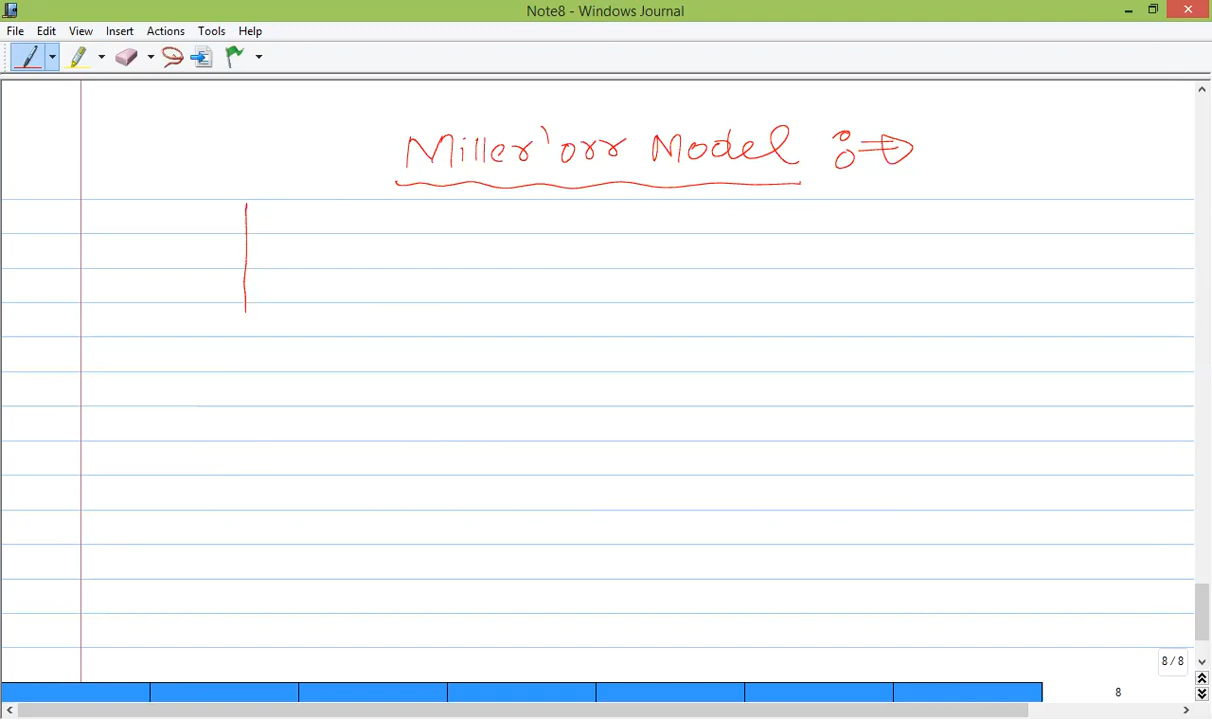 Note8 - Windows Journal
File Edit View Insert Actions Tools Help
Miller'orr Model :⇒
8 / 8
8